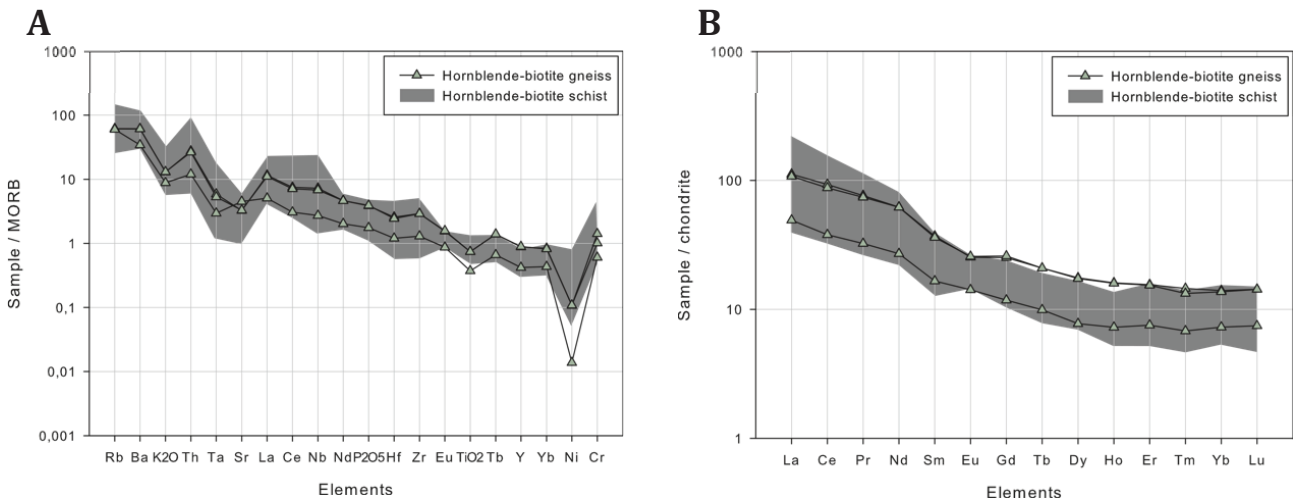 A
1000
100
10
1
0,1
0,01
0,001
Sample / MORB
Hornblende-biotite gneiss
Hornblende-biotite schist
Rb Ba K2O Th Ta Sr La Ce Nb Nd P2O5 Hf Zr Eu TiO2 Tb Y Yb Ni Cr
Elements
B
1000
100
10
1
Sample / chondrite
Hornblende-biotite gneiss
Hornblende-biotite schist
La Ce Pr Nd Sm Eu Gd Tb Dy Ho Er Tm Yb Lu
Elements